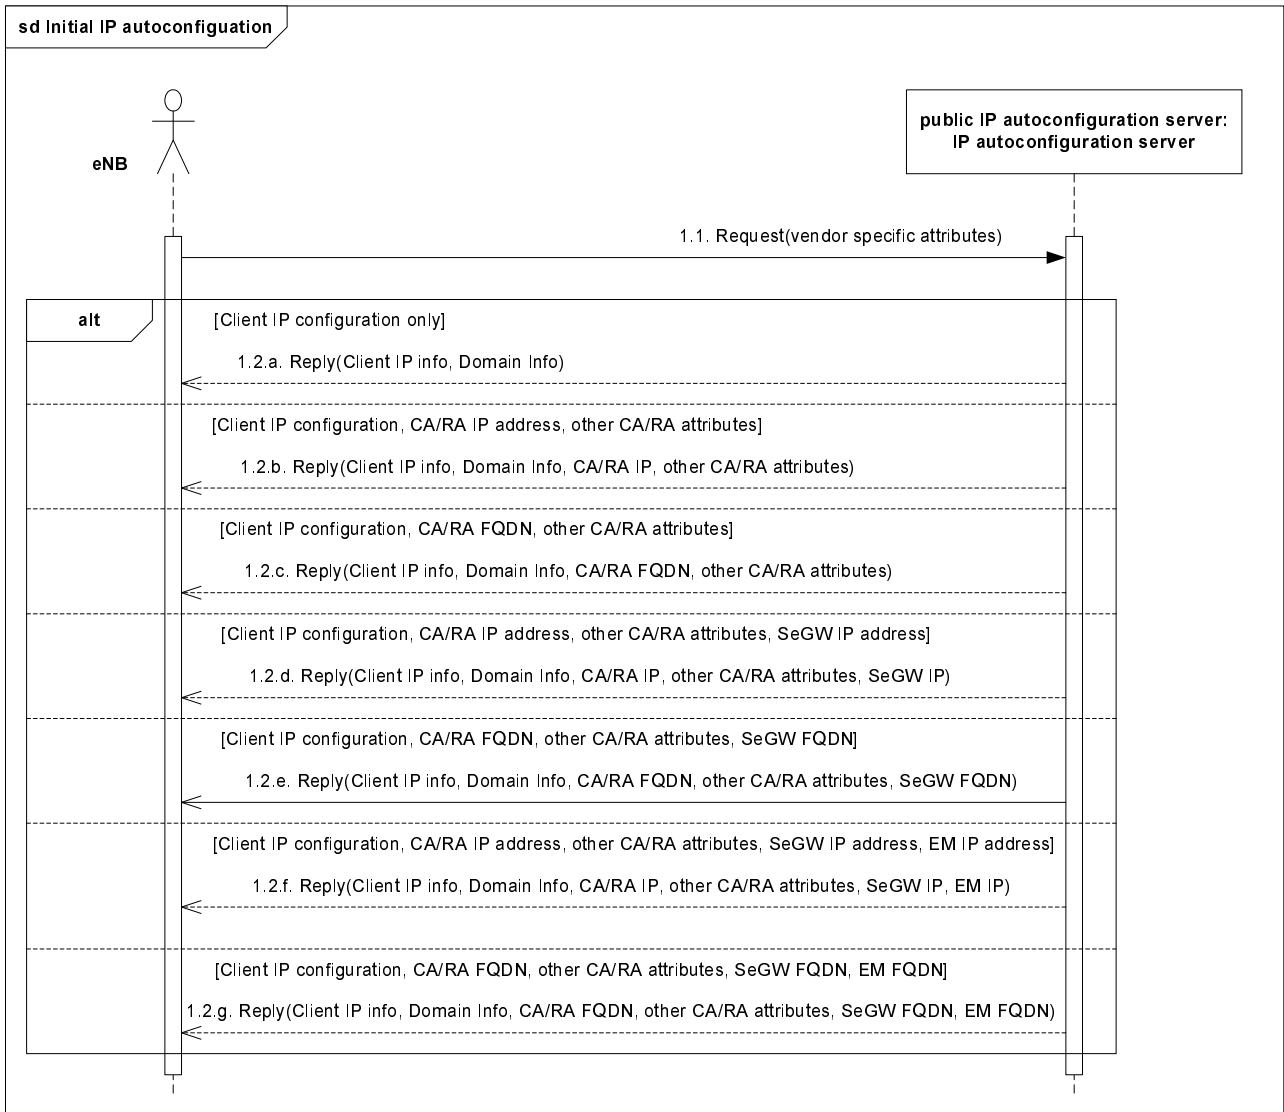 sd Initial IP autoconfiguation
eNB
public IP autoconfiguration server:
IP autoconfiguration server
1.1. Request(vendor specific attributes)
alt
[Client IP configuration only]
1.2.a. Reply(Client IP info, Domain Info)
[Client IP configuration, CA/RA IP address, other CA/RA attributes]
1.2.b. Reply(Client IP info, Domain Info, CA/RA IP, other CA/RA attributes)
[Client IP configuration, CA/RA FQDN, other CA/RA attributes]
1.2.c. Reply(Client IP info, Domain Info, CA/RA FQDN, other CA/RA attributes)
[Client IP configuration, CA/RA IP address, other CA/RA attributes, SeGW IP address]
1.2.d. Reply(Client IP info, Domain Info, CA/RA IP, other CA/RA attributes, SeGW IP)
[Client IP configuration, CA/RA FQDN, other CA/RA attributes, SeGW FQDN]
1.2.e. Reply(Client IP info, Domain Info, CA/RA FQDN, other CA/RA attributes, SeGW FQDN)
[Client IP configuration, CA/RA IP address, other CA/RA attributes, SeGW IP address, EM IP address]
1.2.f. Reply(Client IP info, Domain Info, CA/RA IP, other CA/RA attributes, SeGW IP, EM IP)
[Client IP configuration, CA/RA FQDN, other CA/RA attributes, SeGW FQDN, EM FQDN]
1.2.g. Reply(Client IP info, Domain Info, CA/RA FQDN, other CA/RA attributes, SeGW FQDN, EM FQDN)